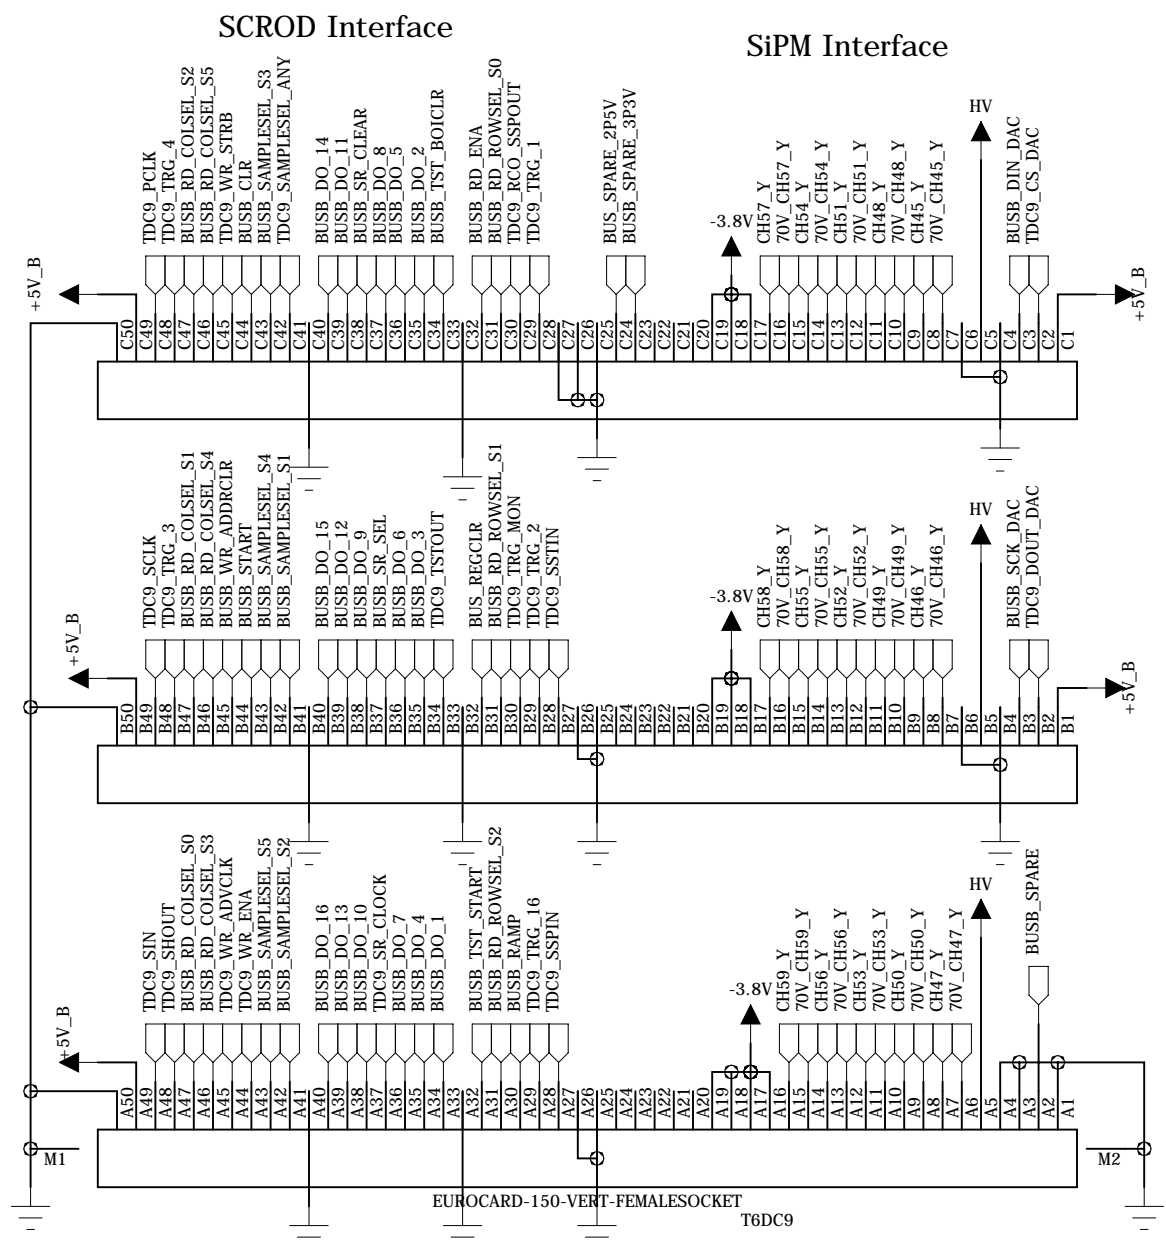 SCROD Interface
SiPM Interface
TDC9_PCLK
TDC9_TRG_4
BUSB_RD_COLSEL_S2
BUSB_RD_COLSEL_S5
TDC9_WR_STRB
BUSB_CLR
BUSB_SAMPLESEL_S3
TDC9_SAMPLESEL_ANY
BUSB_DO_14
BUSB_DO_11
BUSB_SR_CLEAR
BUSB_DO_8
BUSB_DO_5
BUSB_DO_2
BUSB_TST_BOICLR
BUSB_RD_ENA
BUSB_RD_ROWSEL_S0
TDC9_RCO_SSPOUT
TDC9_TRG_1
BUS_SPARE_2P5V
BUSB_SPARE_3P3V
-3.8V
CH57_Y
70V_CH57_Y
CH54_Y
70V_CH54_Y
CH51_Y
70V_CH51_Y
CH48_Y
70V_CH48_Y
CH45_Y
70V_CH45_Y
HV
BUSB_DIN_DAC
TDC9_CS_DAC
+5V_B
+5V_B
C50 C49 C48 C47 C46 C45 C44 C43 C42 C41 C40 C39 C38 C37 C36 C35 C34 C33 C32 C31 C30 C29 C28 C27 C26 C25 C24 C23 C22 C21 C20 C19 C18 C17 C16 C15 C14 C13 C12 C11 C10 C9 C8 C7 C6 C5 C4 C3 C2 C1
TDC9_SCLK
TDC9_TRG_3
BUSB_RD_COLSEL_S1
BUSB_RD_COLSEL_S4
BUSB_WR_ADDRCLR
BUSB_START
BUSB_SAMPLESEL_S4
BUSB_SAMPLESEL_S1
BUSB_DO_15
BUSB_DO_12
BUSB_DO_9
BUSB_SR_SEL
BUSB_DO_6
BUSB_DO_3
TDC9_TSTOUT
BUS_REGCLR
BUSB_RD_ROWSEL_S1
TDC9_TRG_MON
TDC9_TRG_2
TDC9_SSTIN
-3.8V
CH58_Y
70V_CH58_Y
CH55_Y
70V_CH55_Y
CH52_Y
70V_CH52_Y
CH49_Y
70V_CH49_Y
CH46_Y
70V_CH46_Y
HV
BUSB_SCK_DAC
TDC9_DOUT_DAC
+5V_B
+5V_B
B50 B49 B48 B47 B46 B45 B44 B43 B42 B41 B40 B39 B38 B37 B36 B35 B34 B33 B32 B31 B30 B29 B28 B27 B26 B25 B24 B23 B22 B21 B20 B19 B18 B17 B16 B15 B14 B13 B12 B11 B10 B9 B8 B7 B6 B5 B4 B3 B2 B1
TDC9_SIN
TDC9_SHOUT
BUSB_RD_COLSEL_S0
BUSB_RD_COLSEL_S3
TDC9_WR_ADVCLK
TDC9_WR_ENA
BUSB_SAMPLESEL_S5
BUSB_SAMPLESEL_S2
BUSB_DO_16
BUSB_DO_13
BUSB_DO_10
TDC9_SR_CLOCK
BUSB_DO_7
BUSB_DO_4
BUSB_DO_1
BUSB_TST_START
BUSB_RD_ROWSEL_S2
BUSB_RAMP
TDC9_TRG_16
TDC9_SSPIN
-3.8V
CH59_Y
70V_CH59_Y
CH56_Y
70V_CH56_Y
CH53_Y
70V_CH53_Y
CH50_Y
70V_CH50_Y
CH47_Y
70V_CH47_Y
HV
BUSB_SPARE
+5V_B
A50 A49 A48 A47 A46 A45 A44 A43 A42 A41 A40 A39 A38 A37 A36 A35 A34 A33 A32 A31 A30 A29 A28 A27 A26 A25 A24 A23 A22 A21 A20 A19 A18 A17 A16 A15 A14 A13 A12 A11 A10 A9 A8 A7 A6 A5 A4 A3 A2 A1
M1
M2
EUROCARD-150-VERT-FEMALESOCKET
T6DC9